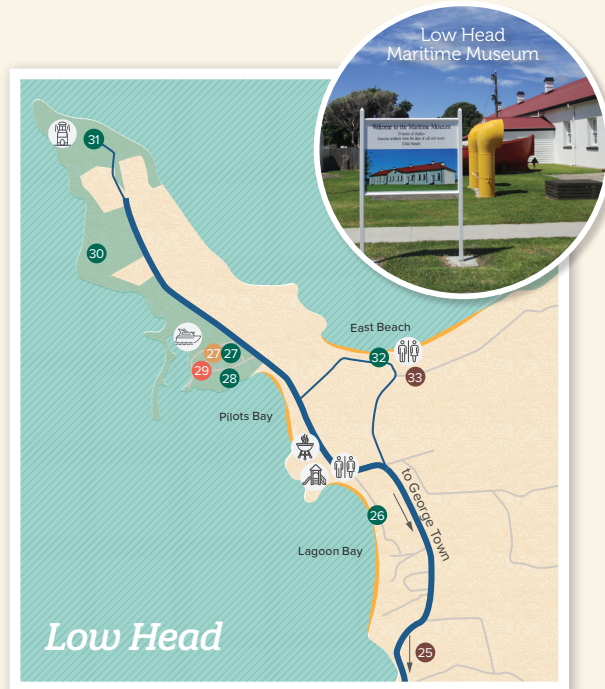 Low Head
Maritime Museum
Welcome to the Maritime Museum
31
30
East Beach
32
33
27
27
29
28
Pilots Bay
to George Town
26
Lagoon Bay
Low Head
25